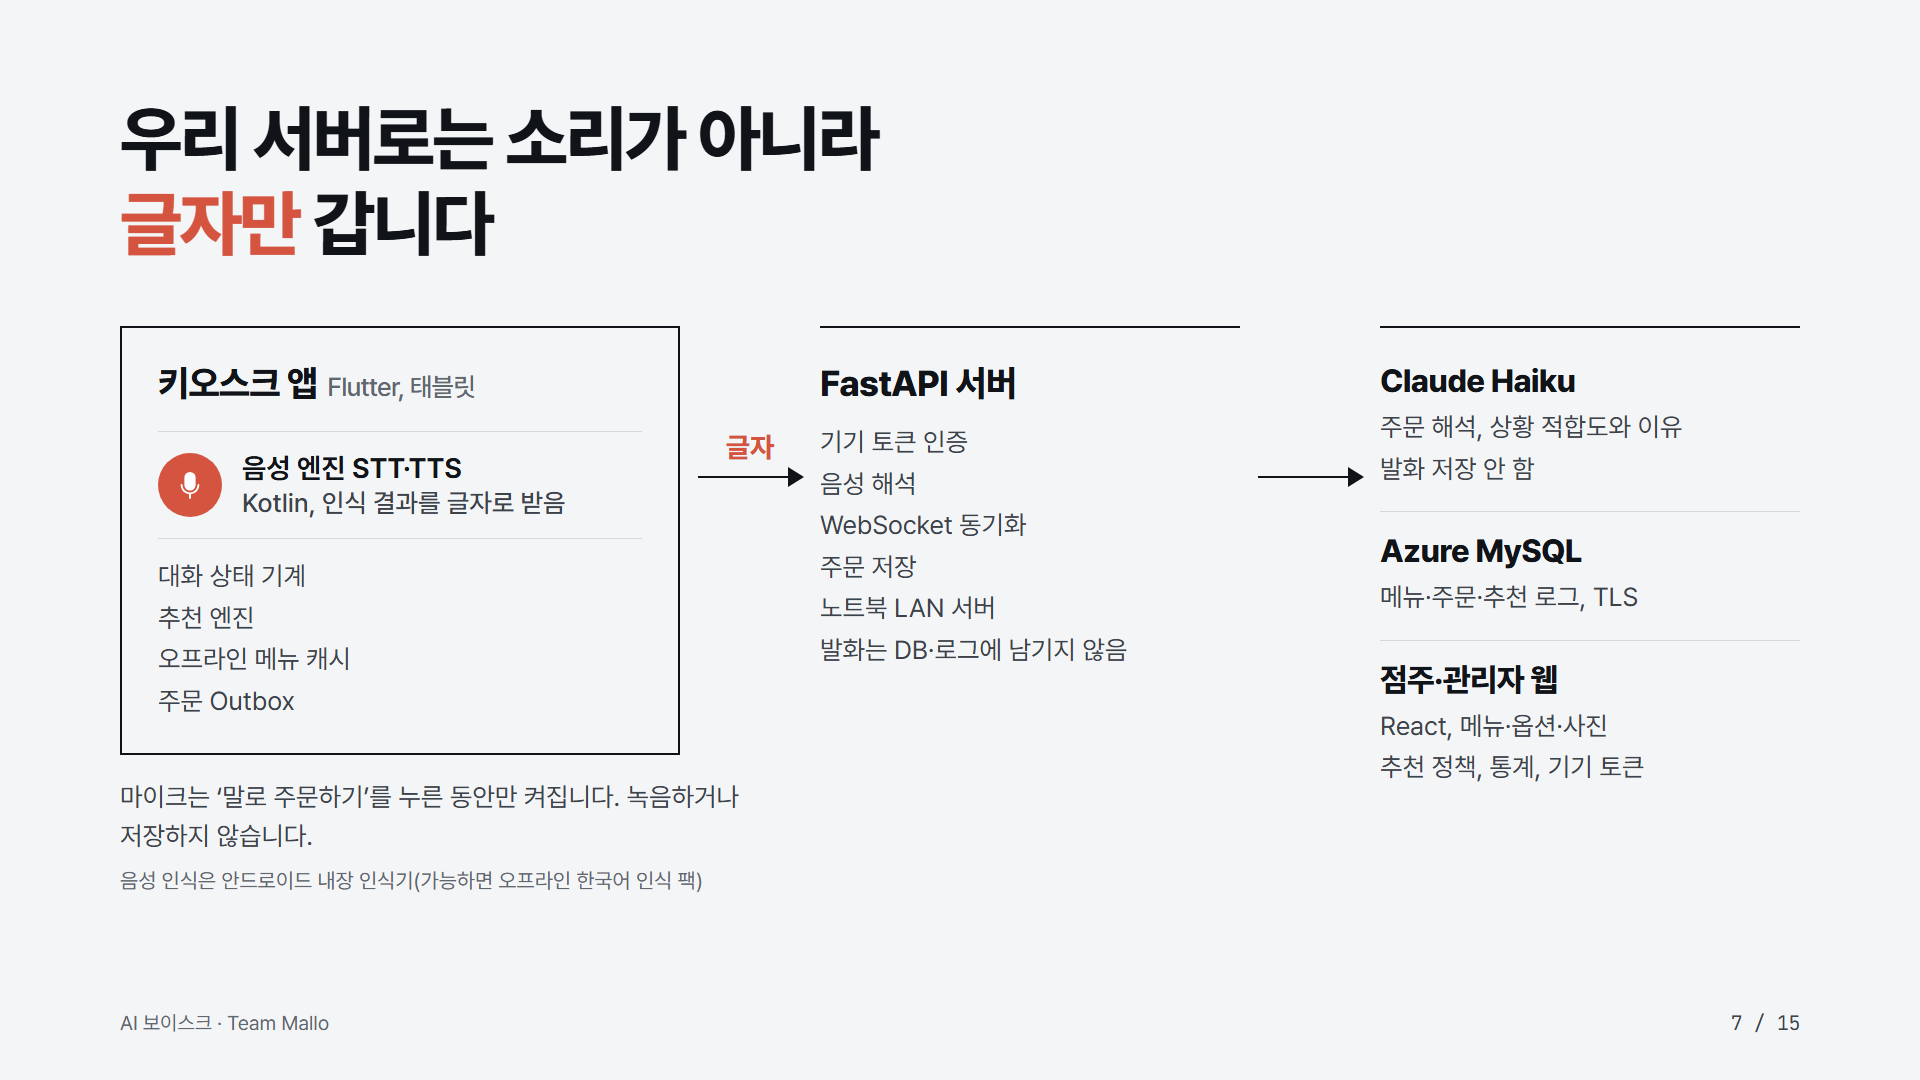 우리 서버로는 소리가 아니라
글자만 갑니다
키오스크 앱 Flutter, 태블릿
음성 엔진 STT·TTS
Kotlin, 인식 결과를 글자로 받음
대화 상태 기계
추천 엔진
오프라인 메뉴 캐시
주문 Outbox
마이크는 ‘말로 주문하기’를 누른 동안만 켜집니다. 녹음하거나
저장하지 않습니다.
음성 인식은 안드로이드 내장 인식기(가능하면 오프라인 한국어 인식 팩)
글자
FastAPI 서버
기기 토큰 인증
음성 해석
WebSocket 동기화
주문 저장
노트북 LAN 서버
발화는 DB·로그에 남기지 않음
Claude Haiku
주문 해석, 상황 적합도와 이유
발화 저장 안 함
Azure MySQL
메뉴·주문·추천 로그, TLS
점주·관리자 웹
React, 메뉴·옵션·사진
추천 정책, 통계, 기기 토큰
AI 보이스크 · Team Mallo
7 / 15